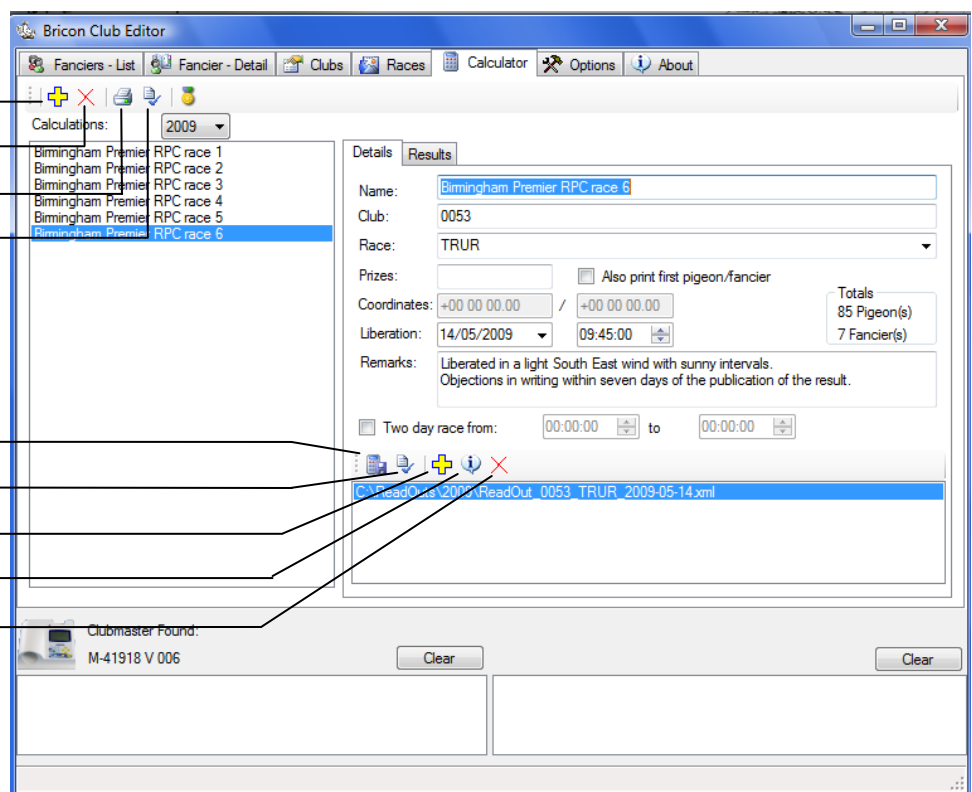 Bricon Club Editor
Fanciers - List Fancier - Detail Clubs Races Calculator Options About
Calculations: 2009
Birmingham Premier RPC race 1
Birmingham Premier RPC race 2
Birmingham Premier RPC race 3
Birmingham Premier RPC race 4
Birmingham Premier RPC race 5
Birmingham Premier RPC race 6
Details Results
Name: Birmingham Premier RPC race 6
Club: 0053
Race: TRUR
Prizes: Also print first pigeon/fancier
Coordinates: +00 00 00.00 / +00 00 00.00
Liberation: 14/05/2009 09:45:00
Totals
85 Pigeon(s)
7 Fancier(s)
Remarks: Liberated in a light South East wind with sunny intervals.
Objections in writing within seven days of the publication of the result.
Two day race from: 00:00:00 to 00:00:00
C:\ReadOuts\2009\ReadOut_0053_TRUR_2009-05-14.xml
Clubmaster Found:
M-41918 V 006
Clear
Clear